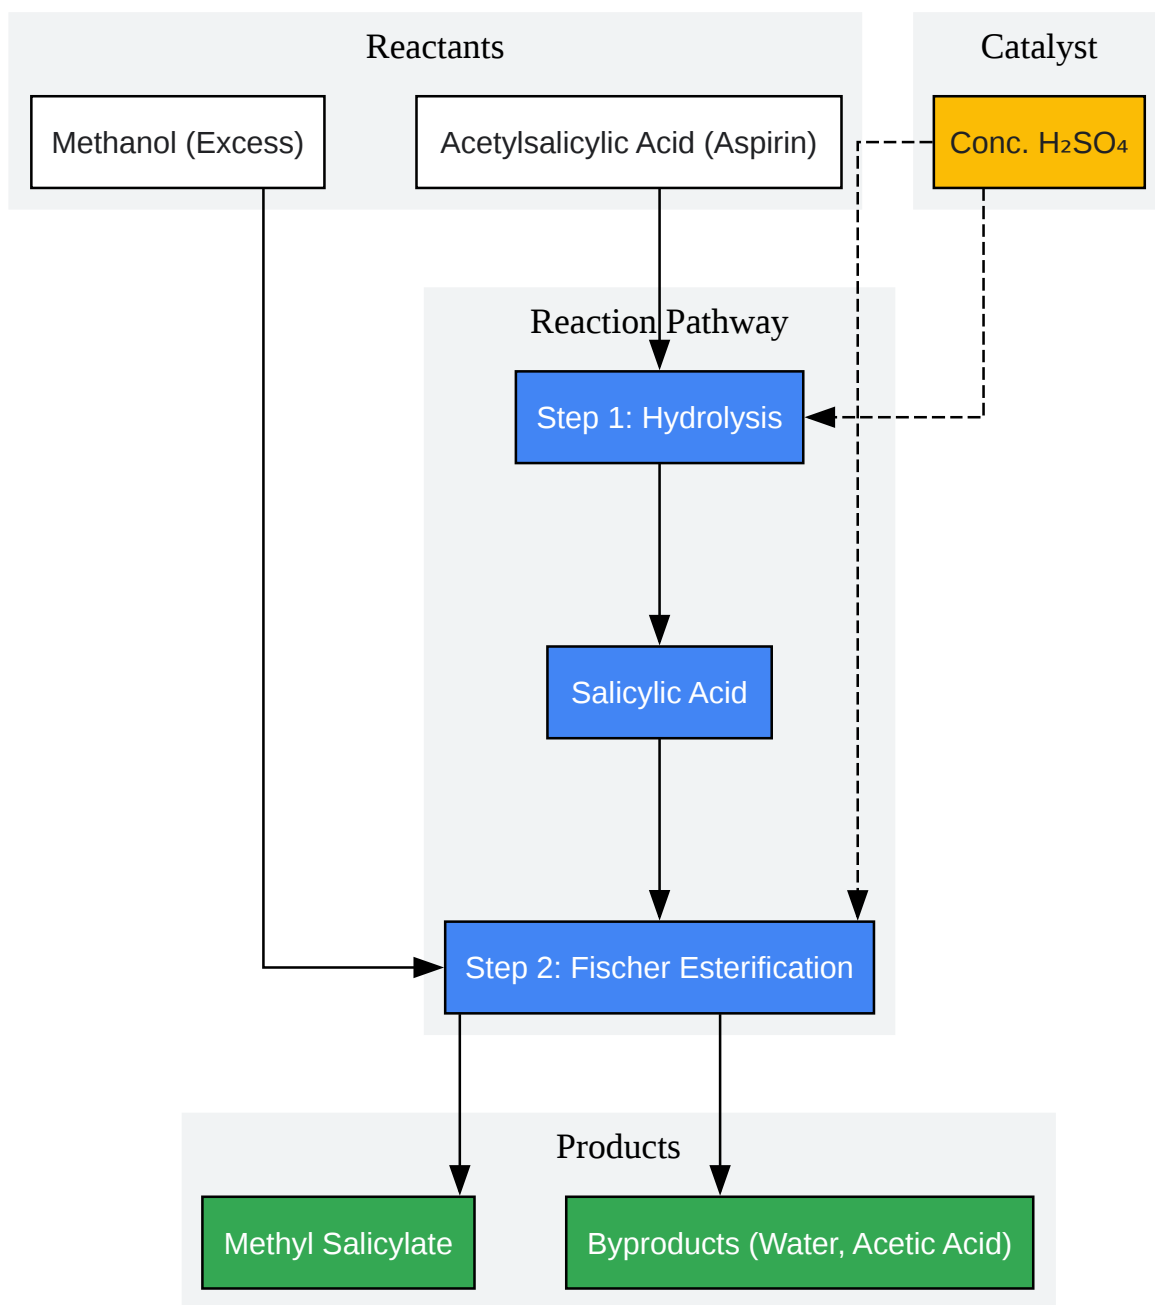 Reactants
Catalyst
Methanol (Excess)
Acetylsalicylic Acid (Aspirin)
Conc. H₂SO₄
Reaction Pathway
Step 1: Hydrolysis
Salicylic Acid
Step 2: Fischer Esterification
Products
Methyl Salicylate
Byproducts (Water, Acetic Acid)